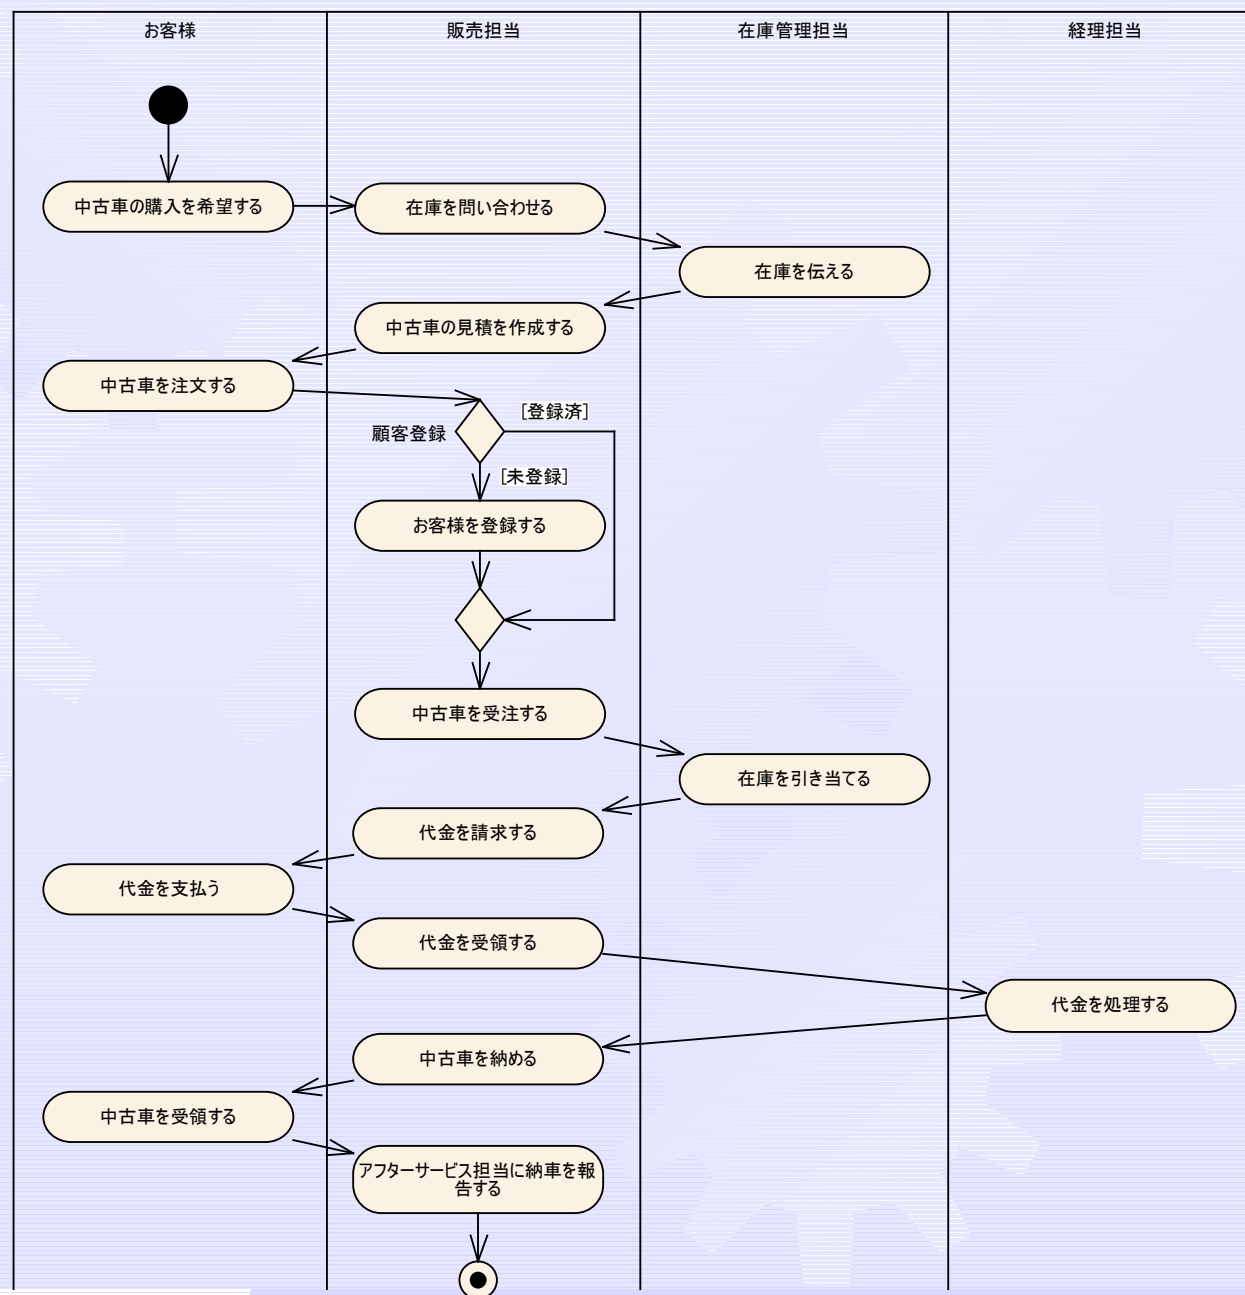 お客様
販売担当
在庫管理担当
経理担当
中古車の購入を希望する
在庫を問い合わせる
在庫を伝える
中古車の見積を作成する
中古車を注文する
[登録済]
顧客登録
[未登録]
お客様を登録する
中古車を受注する
在庫を引き当てる
代金を請求する
代金を支払う
代金を受領する
代金を処理する
中古車を納める
中古車を受領する
アフターサービス担当に納車を報
告する